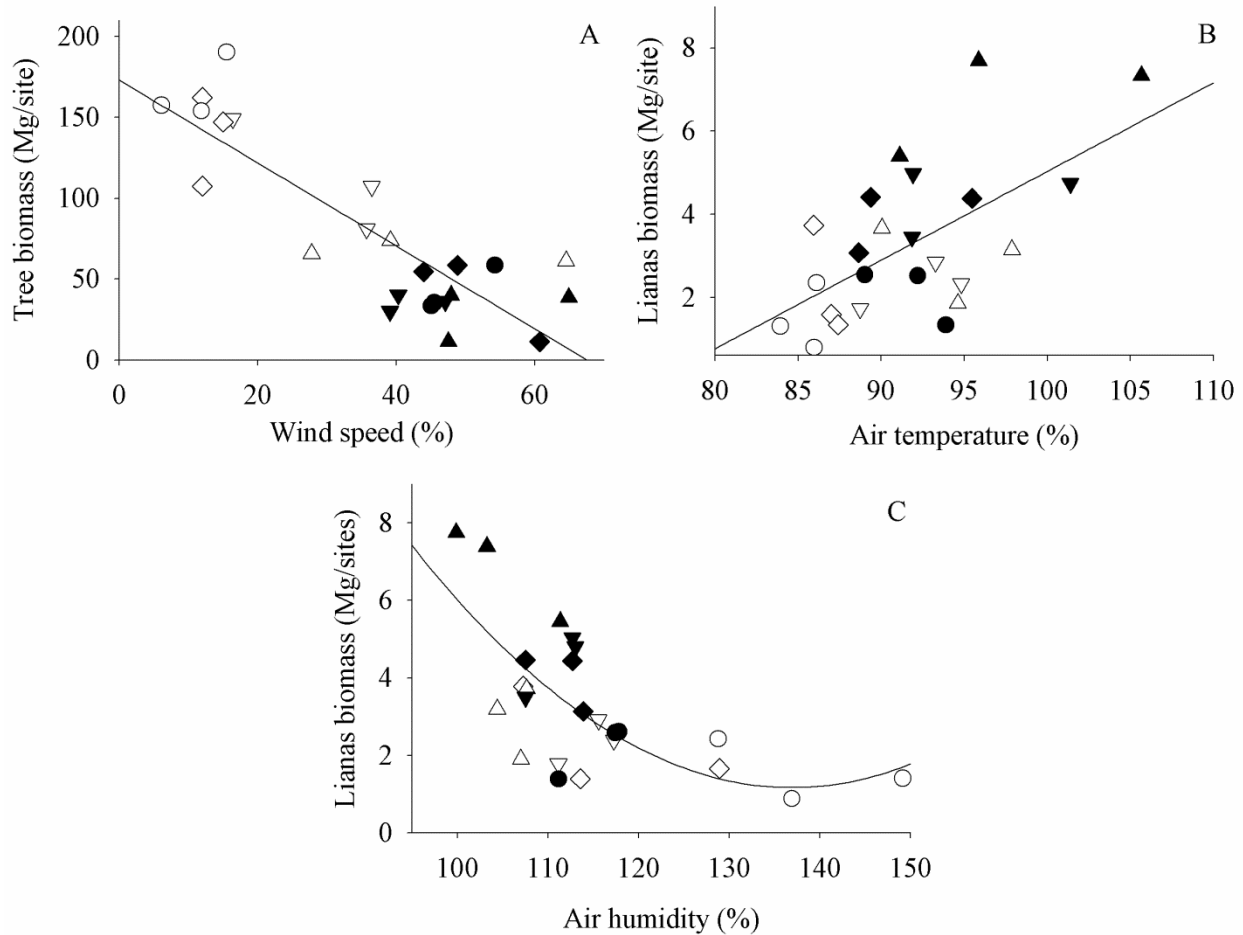 A
Tree biomass (Mg/site)
200
150
100
50
0
0 20 40 60
Wind speed (%)
B
Lianas biomass (Mg/site)
8
6
4
2
80 85 90 95 100 105 110
Air temperature (%)
C
Lianas biomass (Mg/sites)
8
6
4
2
0
100 110 120 130 140 150
Air humidity (%)